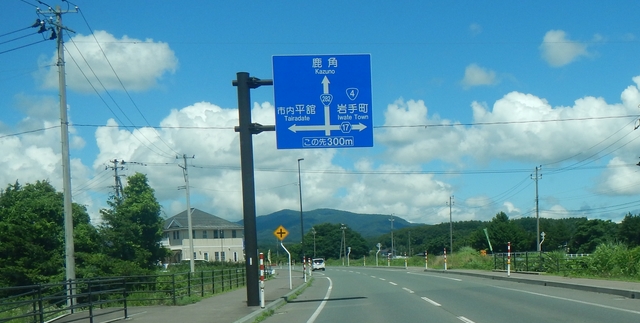 鹿角
Kazuno
282
4
市内平舘
Tairadate
岩手町
Iwate Town
17
この先300m